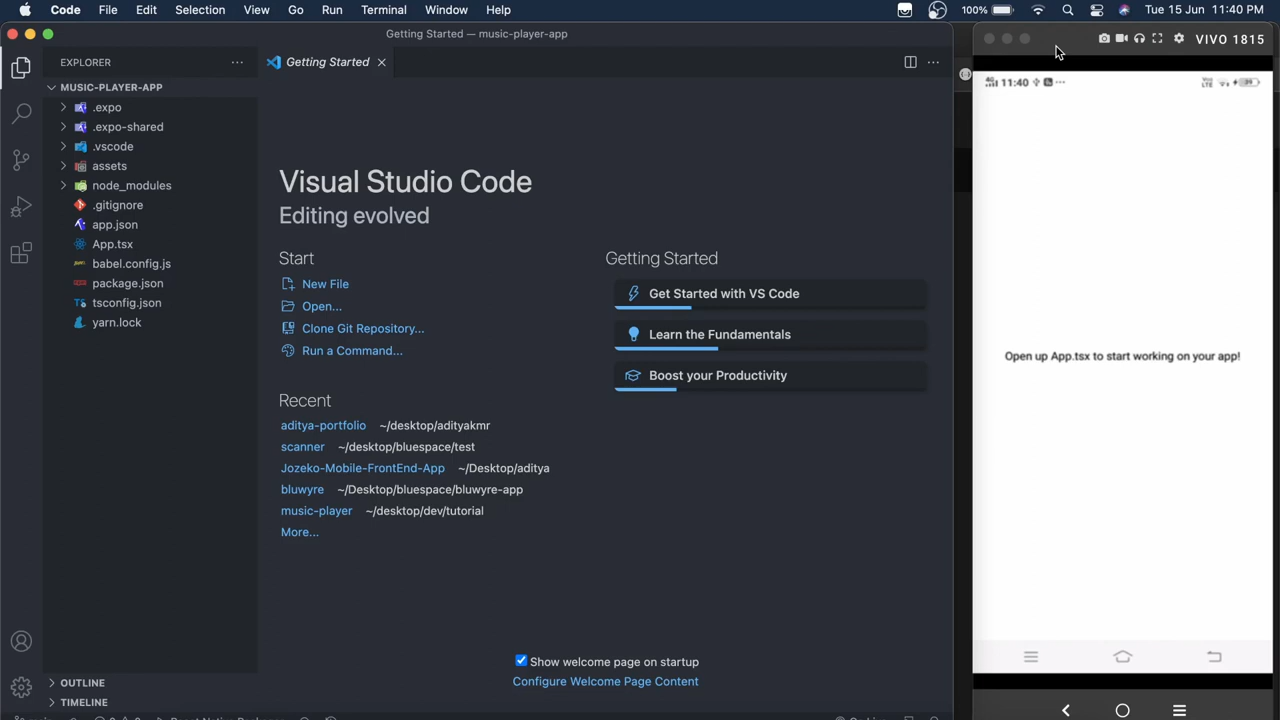 Code File Edit Selection View Go Run Terminal Window Help 100% Tue 15 Jun 11:40 PM
Getting Started — music-player-app
VIVO 1815
EXPLORER
Getting Started
11:40
MUSIC-PLAYER-APP
.expo
.expo-shared
.vscode
assets
node_modules
.gitignore
app.json
App.tsx
babel.config.js
package.json
tsconfig.json
yarn.lock
Visual Studio Code
Editing evolved
Start
New File
Open...
Clone Git Repository...
Run a Command...
Recent
aditya-portfolio ~/desktop/adityakmr
scanner ~/desktop/bluespace/test
Jozeko-Mobile-FrontEnd-App ~/Desktop/aditya
bluwyre ~/Desktop/bluespace/bluwyre-app
music-player ~/desktop/dev/tutorial
More...
Getting Started
Get Started with VS Code
Learn the Fundamentals
Boost your Productivity
Open up App.tsx to start working on your app!
Show welcome page on startup
Configure Welcome Page Content
OUTLINE
TIMELINE